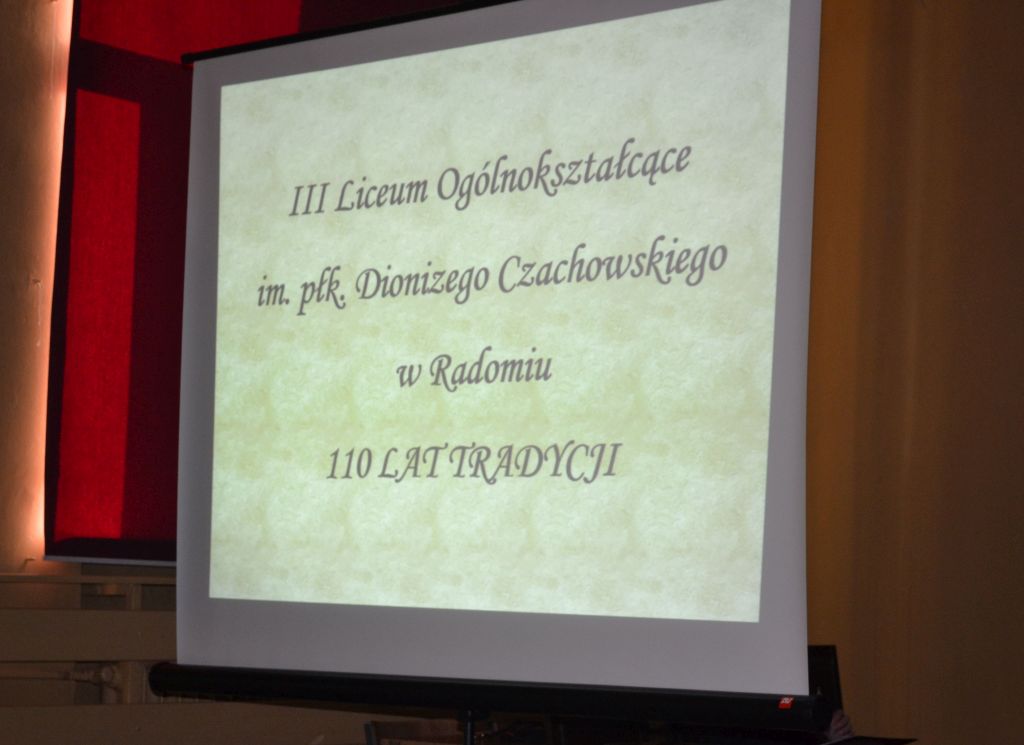 III Liceum Ogólnokształcące
im. płk. Dionizego Czachowskiego
w Radomiu
110 LAT TRADYCJI